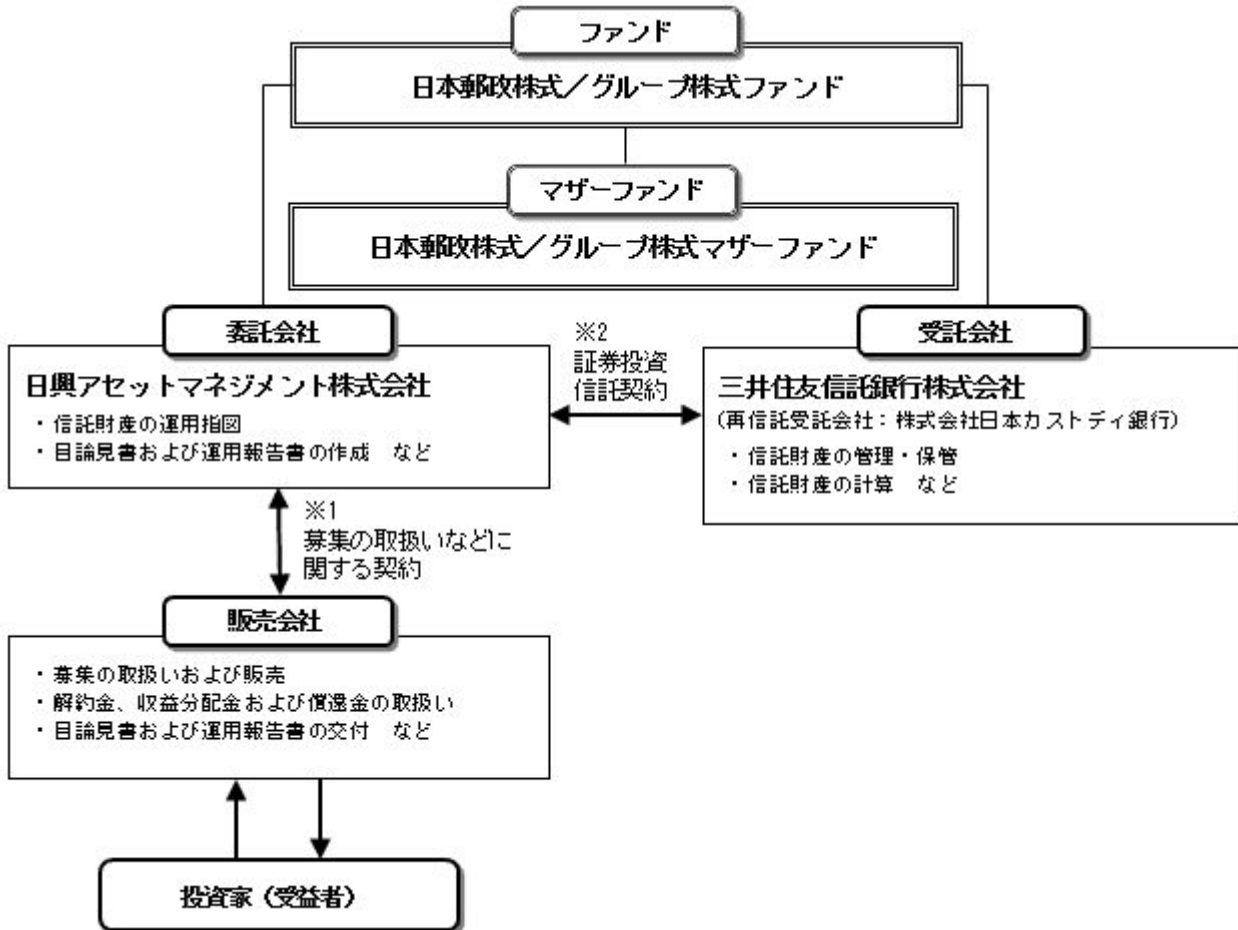 ファンド
日本郵政株式／グループ株式ファンド
マザーファンド
日本郵政株式／グループ株式マザーファンド
委託会社
日興アセットマネジメント株式会社
・信託財産の運用指図
・目論見書および運用報告書の作成　など
※2
証券投資
信託契約
受託会社
三井住友信託銀行株式会社
(再信託受託会社：株式会社日本カストディ銀行)
・信託財産の管理・保管
・信託財産の計算　など
※1
募集の取扱いなどに
関する契約
販売会社
・募集の取扱いおよび販売
・解約金、収益分配金および償還金の取扱い
・目論見書および運用報告書の交付　など
投資家（受益者）